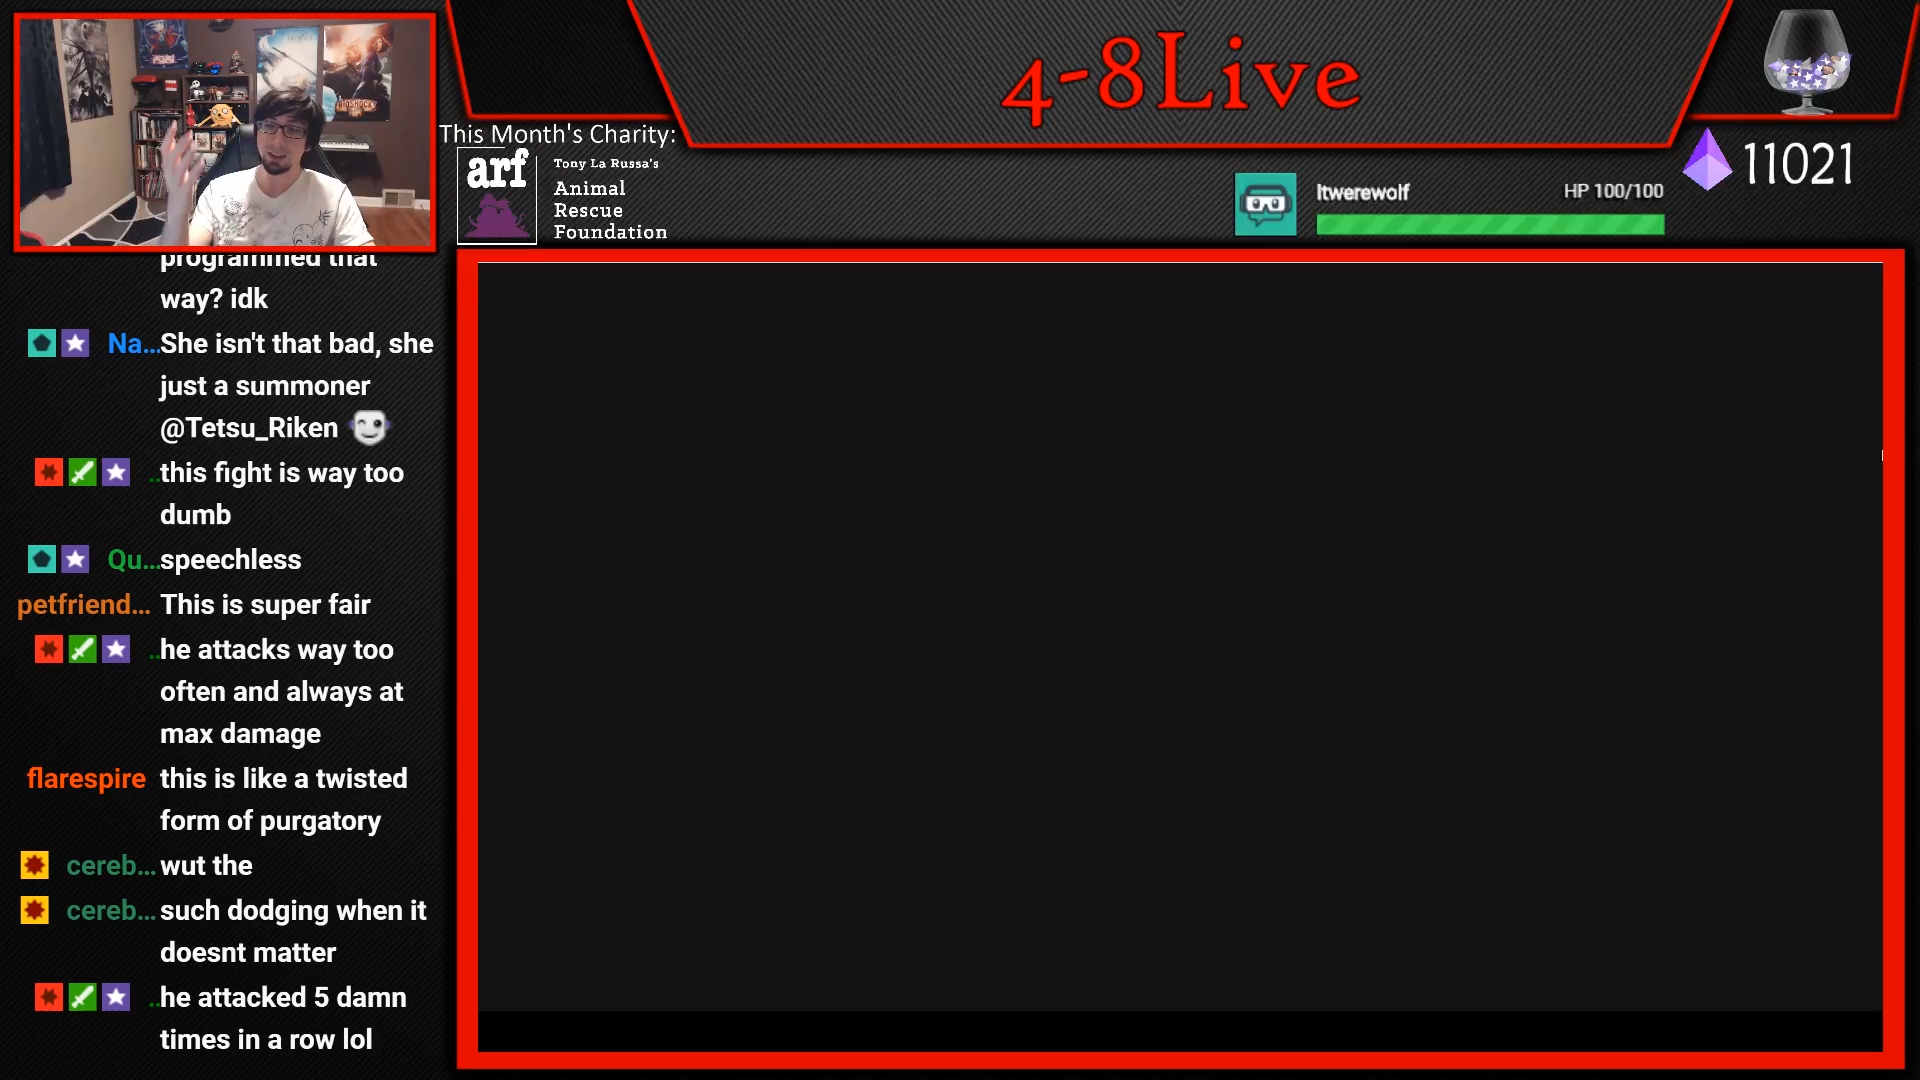 4-8Live
This Month's Charity:
arf
Tony La Russa's
Animal
Rescue
Foundation
ltwerewolf
HP 100/100
11021
BIOSHOCK
programmed that
way? idk
Na... She isn't that bad, she
just a summoner
@Tetsu_Riken
..this fight is way too
dumb
Qu... speechless
petfriend... This is super fair
..he attacks way too
often and always at
max damage
flarespire this is like a twisted
form of purgatory
cereb... wut the
cereb... such dodging when it
doesnt matter
..he attacked 5 damn
times in a row lol